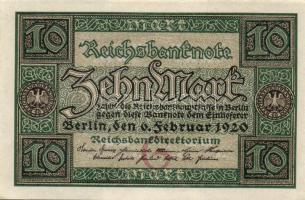 10 10
Reichsbanknote
Zehn Mark
zahlt die Reichsbankhauptkasse in Berlin
gegen diese Banknote dem Einlieferer
Berlin, den 6. Februar 1920
Reichsbankdirektorium
10 10